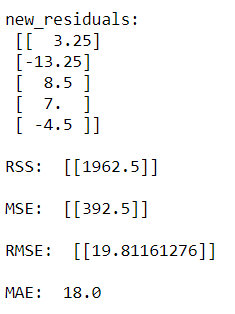 new_residuals:
[[ 3.25]
[-13.25]
[ 8.5 ]
[ 7. ]
[ -4.5 ]]
RSS: [[1962.5]]
MSE: [[392.5]]
RMSE: [[19.81161276]]
MAE: 18.0